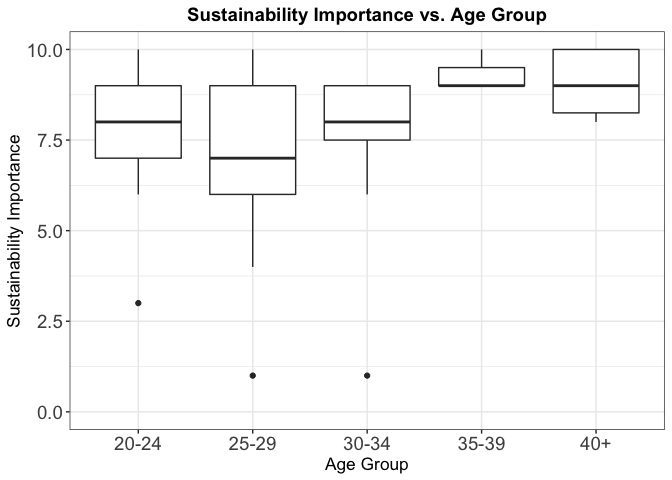 Sustainability Importance vs. Age Group
10.0
7.5
5.0
2.5
0.0
Sustainability Importance
20-24 25-29 30-34 35-39 40+
Age Group